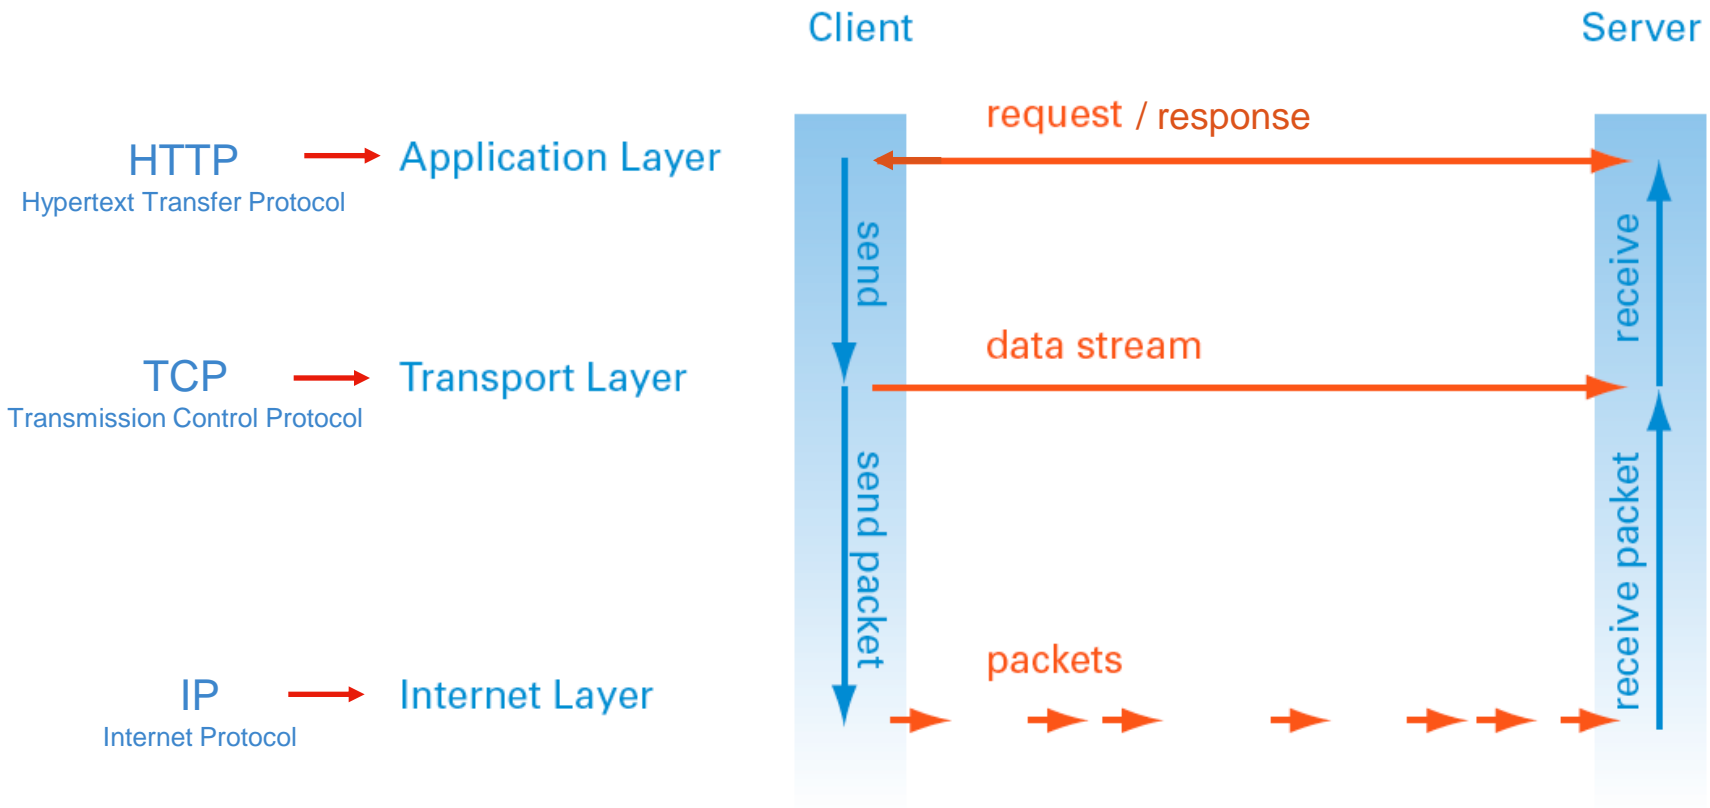 Client
Server
request / response
HTTP
Application Layer
Hypertext Transfer Protocol
send
receive
data stream
TCP
Transport Layer
Transmission Control Protocol
send packet
receive packet
packets
IP
Internet Layer
Internet Protocol